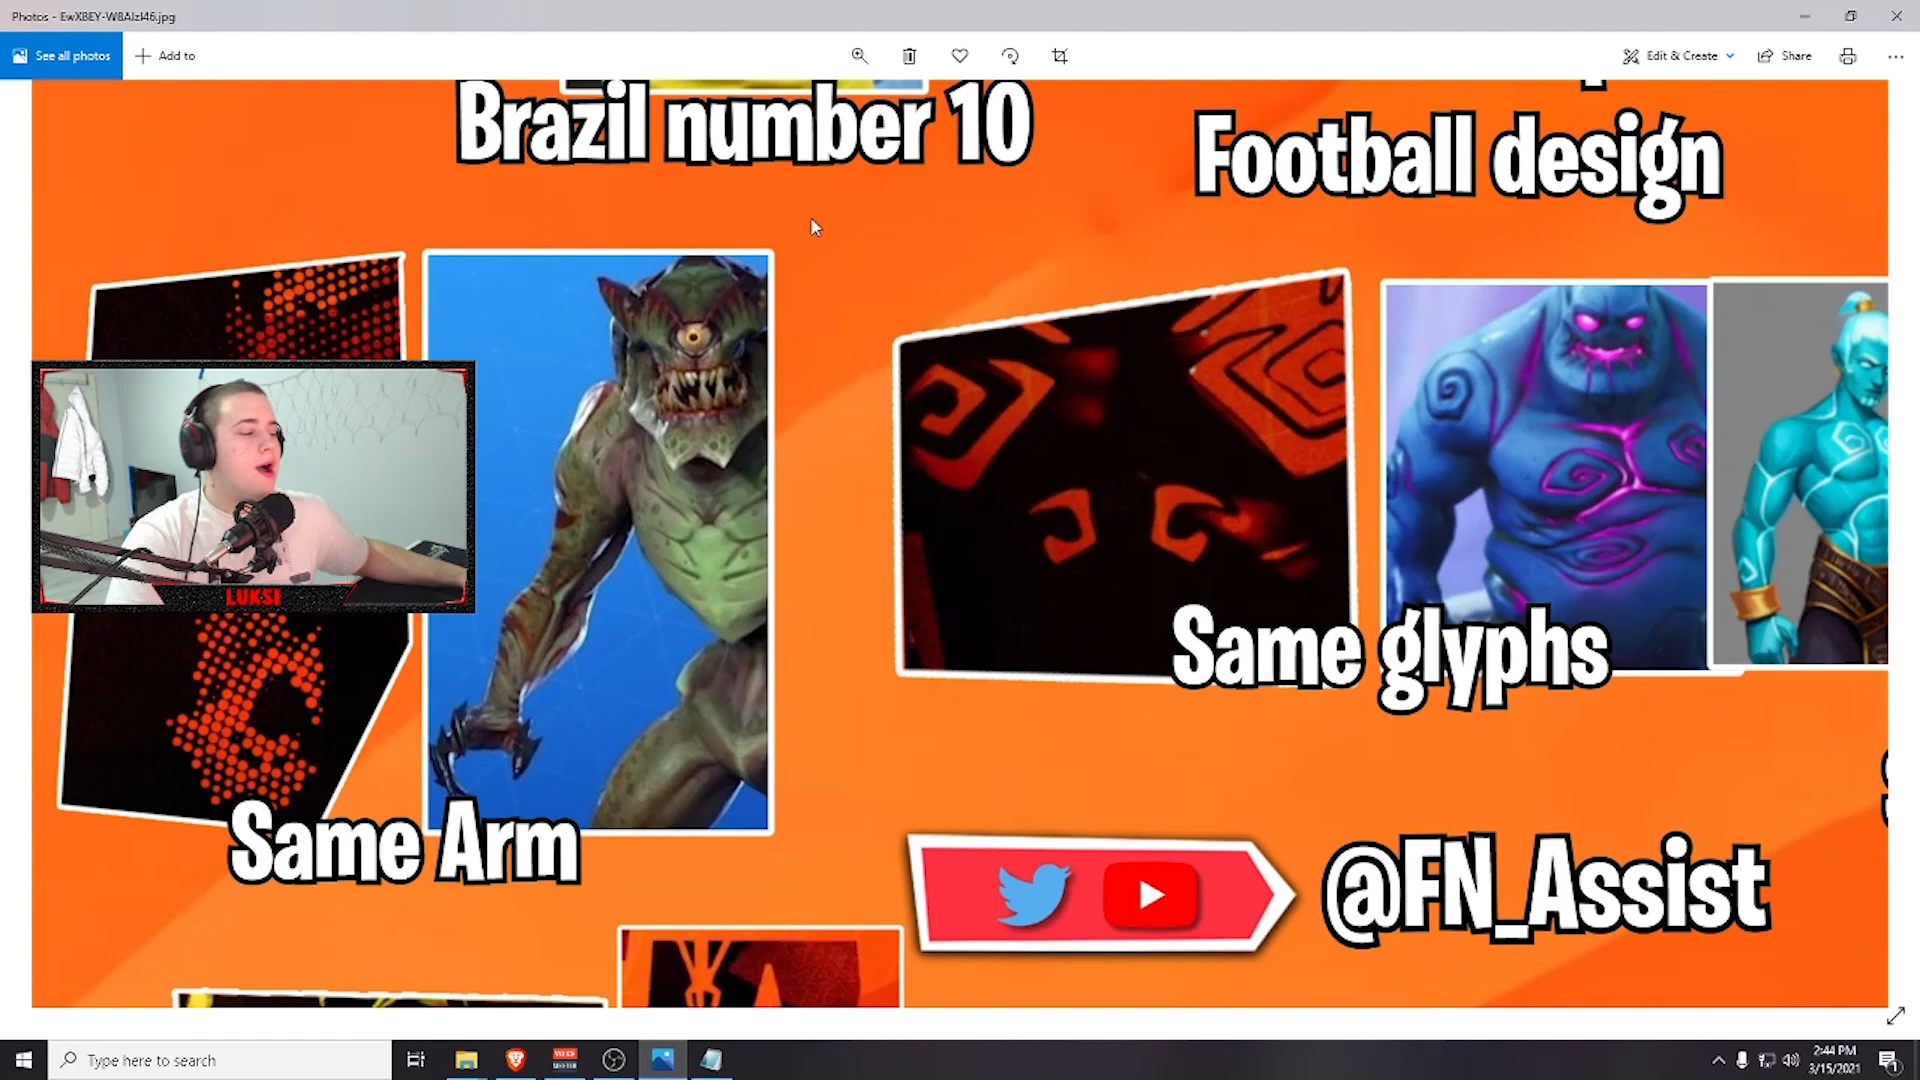 Photos - EwXBEY-W8AIzI46.jpg
See all photos
Add to
Edit & Create
Share
Brazil number 10
Football design
LUKSI
Same glyphs
Same Arm
@FN_Assist
Type here to search
2:44 PM
3/15/2021